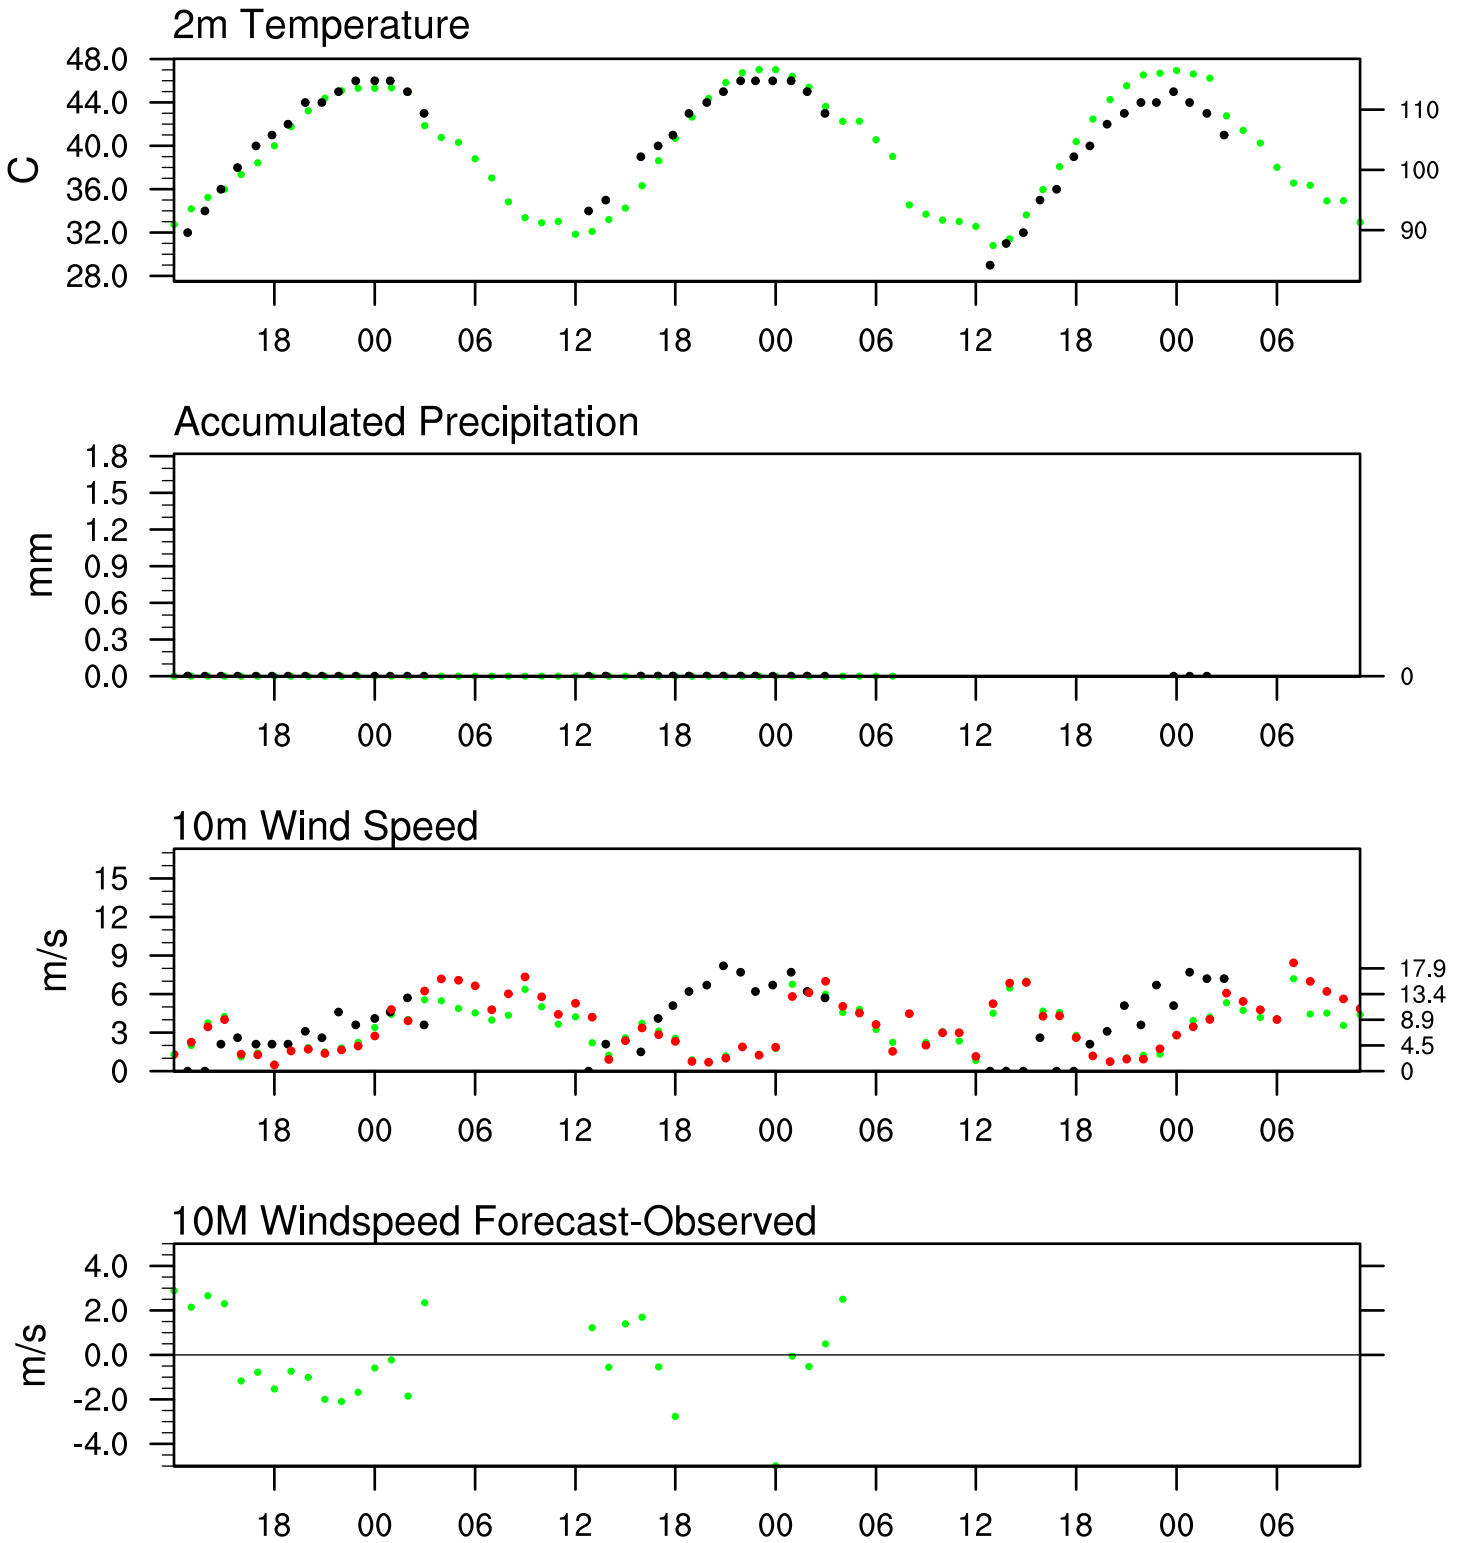 2m Temperature
48.0
44.0
40.0
36.0
32.0
28.0
C
110
100
90
18 00 06 12 18 00 06 12 18 00 06
Accumulated Precipitation
1.8
1.5
1.2
0.9
0.6
0.3
0.0
mm
0
18 00 06 12 18 00 06 12 18 00 06
10m Wind Speed
15
12
9
6
3
0
m/s
17.9
13.4
8.9
4.5
0
18 00 06 12 18 00 06 12 18 00 06
10M Windspeed Forecast-Observed
4.0
2.0
0.0
-2.0
-4.0
m/s
18 00 06 12 18 00 06 12 18 00 06